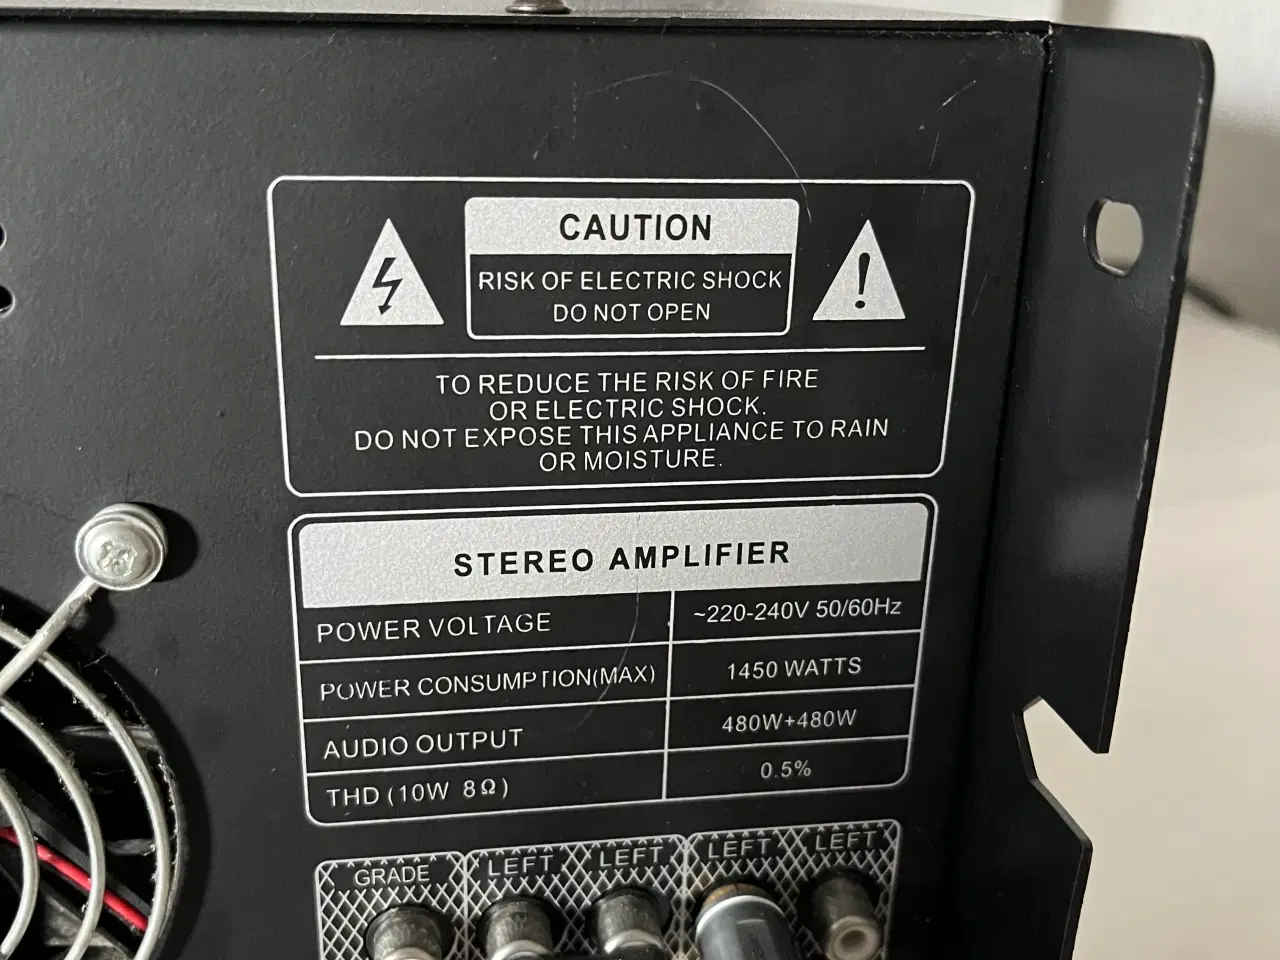 CAUTION
RISK OF ELECTRIC SHOCK
DO NOT OPEN
TO REDUCE THE RISK OF FIRE
OR ELECTRIC SHOCK.
DO NOT EXPOSE THIS APPLIANCE TO RAIN
OR MOISTURE.
STEREO AMPLIFIER
POWER VOLTAGE ~220-240V 50/60Hz
POWER CONSUMPTION(MAX) 1450 WATTS
AUDIO OUTPUT 480W+480W
THD (10W 8Ω) 0.5%
GRADE LEFT LEFT LEFT LEFT